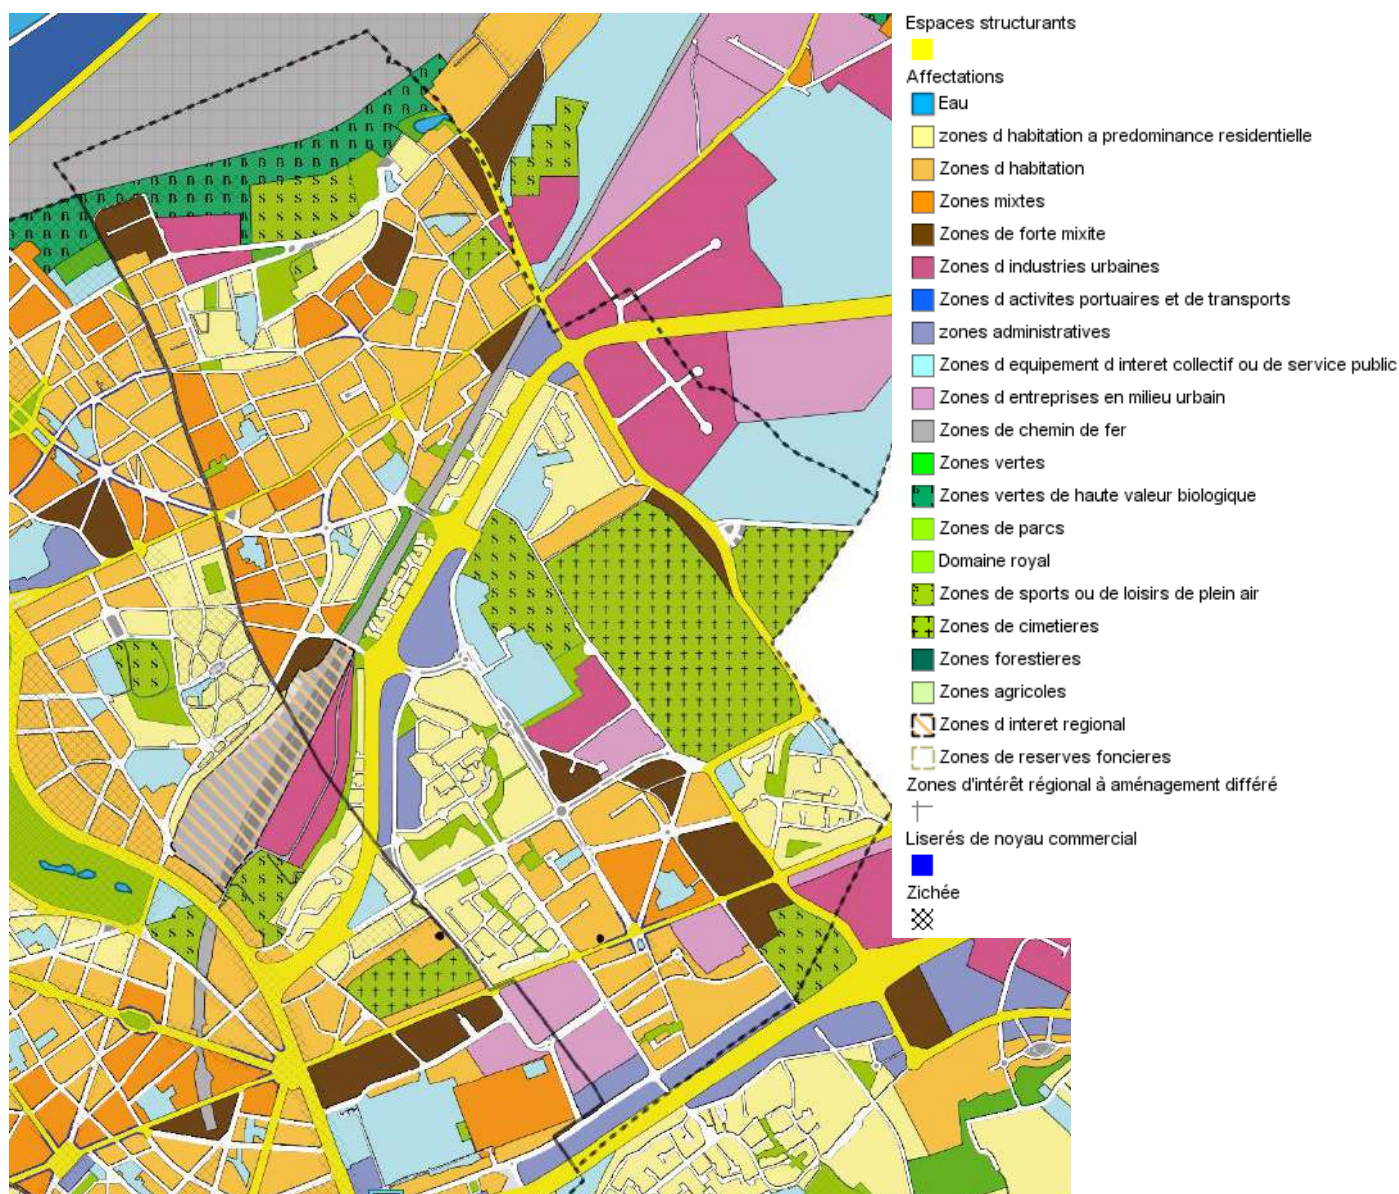 Espaces structurants
Affectations
Eau
zones d habitation a predominance residentielle
Zones d habitation
Zones mixtes
Zones de forte mixite
Zones d industries urbaines
Zones d activites portuaires et de transports
zones administratives
Zones d equipement d interet collectif ou de service public
Zones d entreprises en milieu urbain
Zones de chemin de fer
Zones vertes
Zones vertes de haute valeur biologique
Zones de parcs
Domaine royal
Zones de sports ou de loisirs de plein air
Zones de cimetieres
Zones forestieres
Zones agricoles
Zones d interet regional
Zones de reserves foncieres
Zones d'intérêt régional à aménagement différé
Liserés de noyau commercial
Zichée